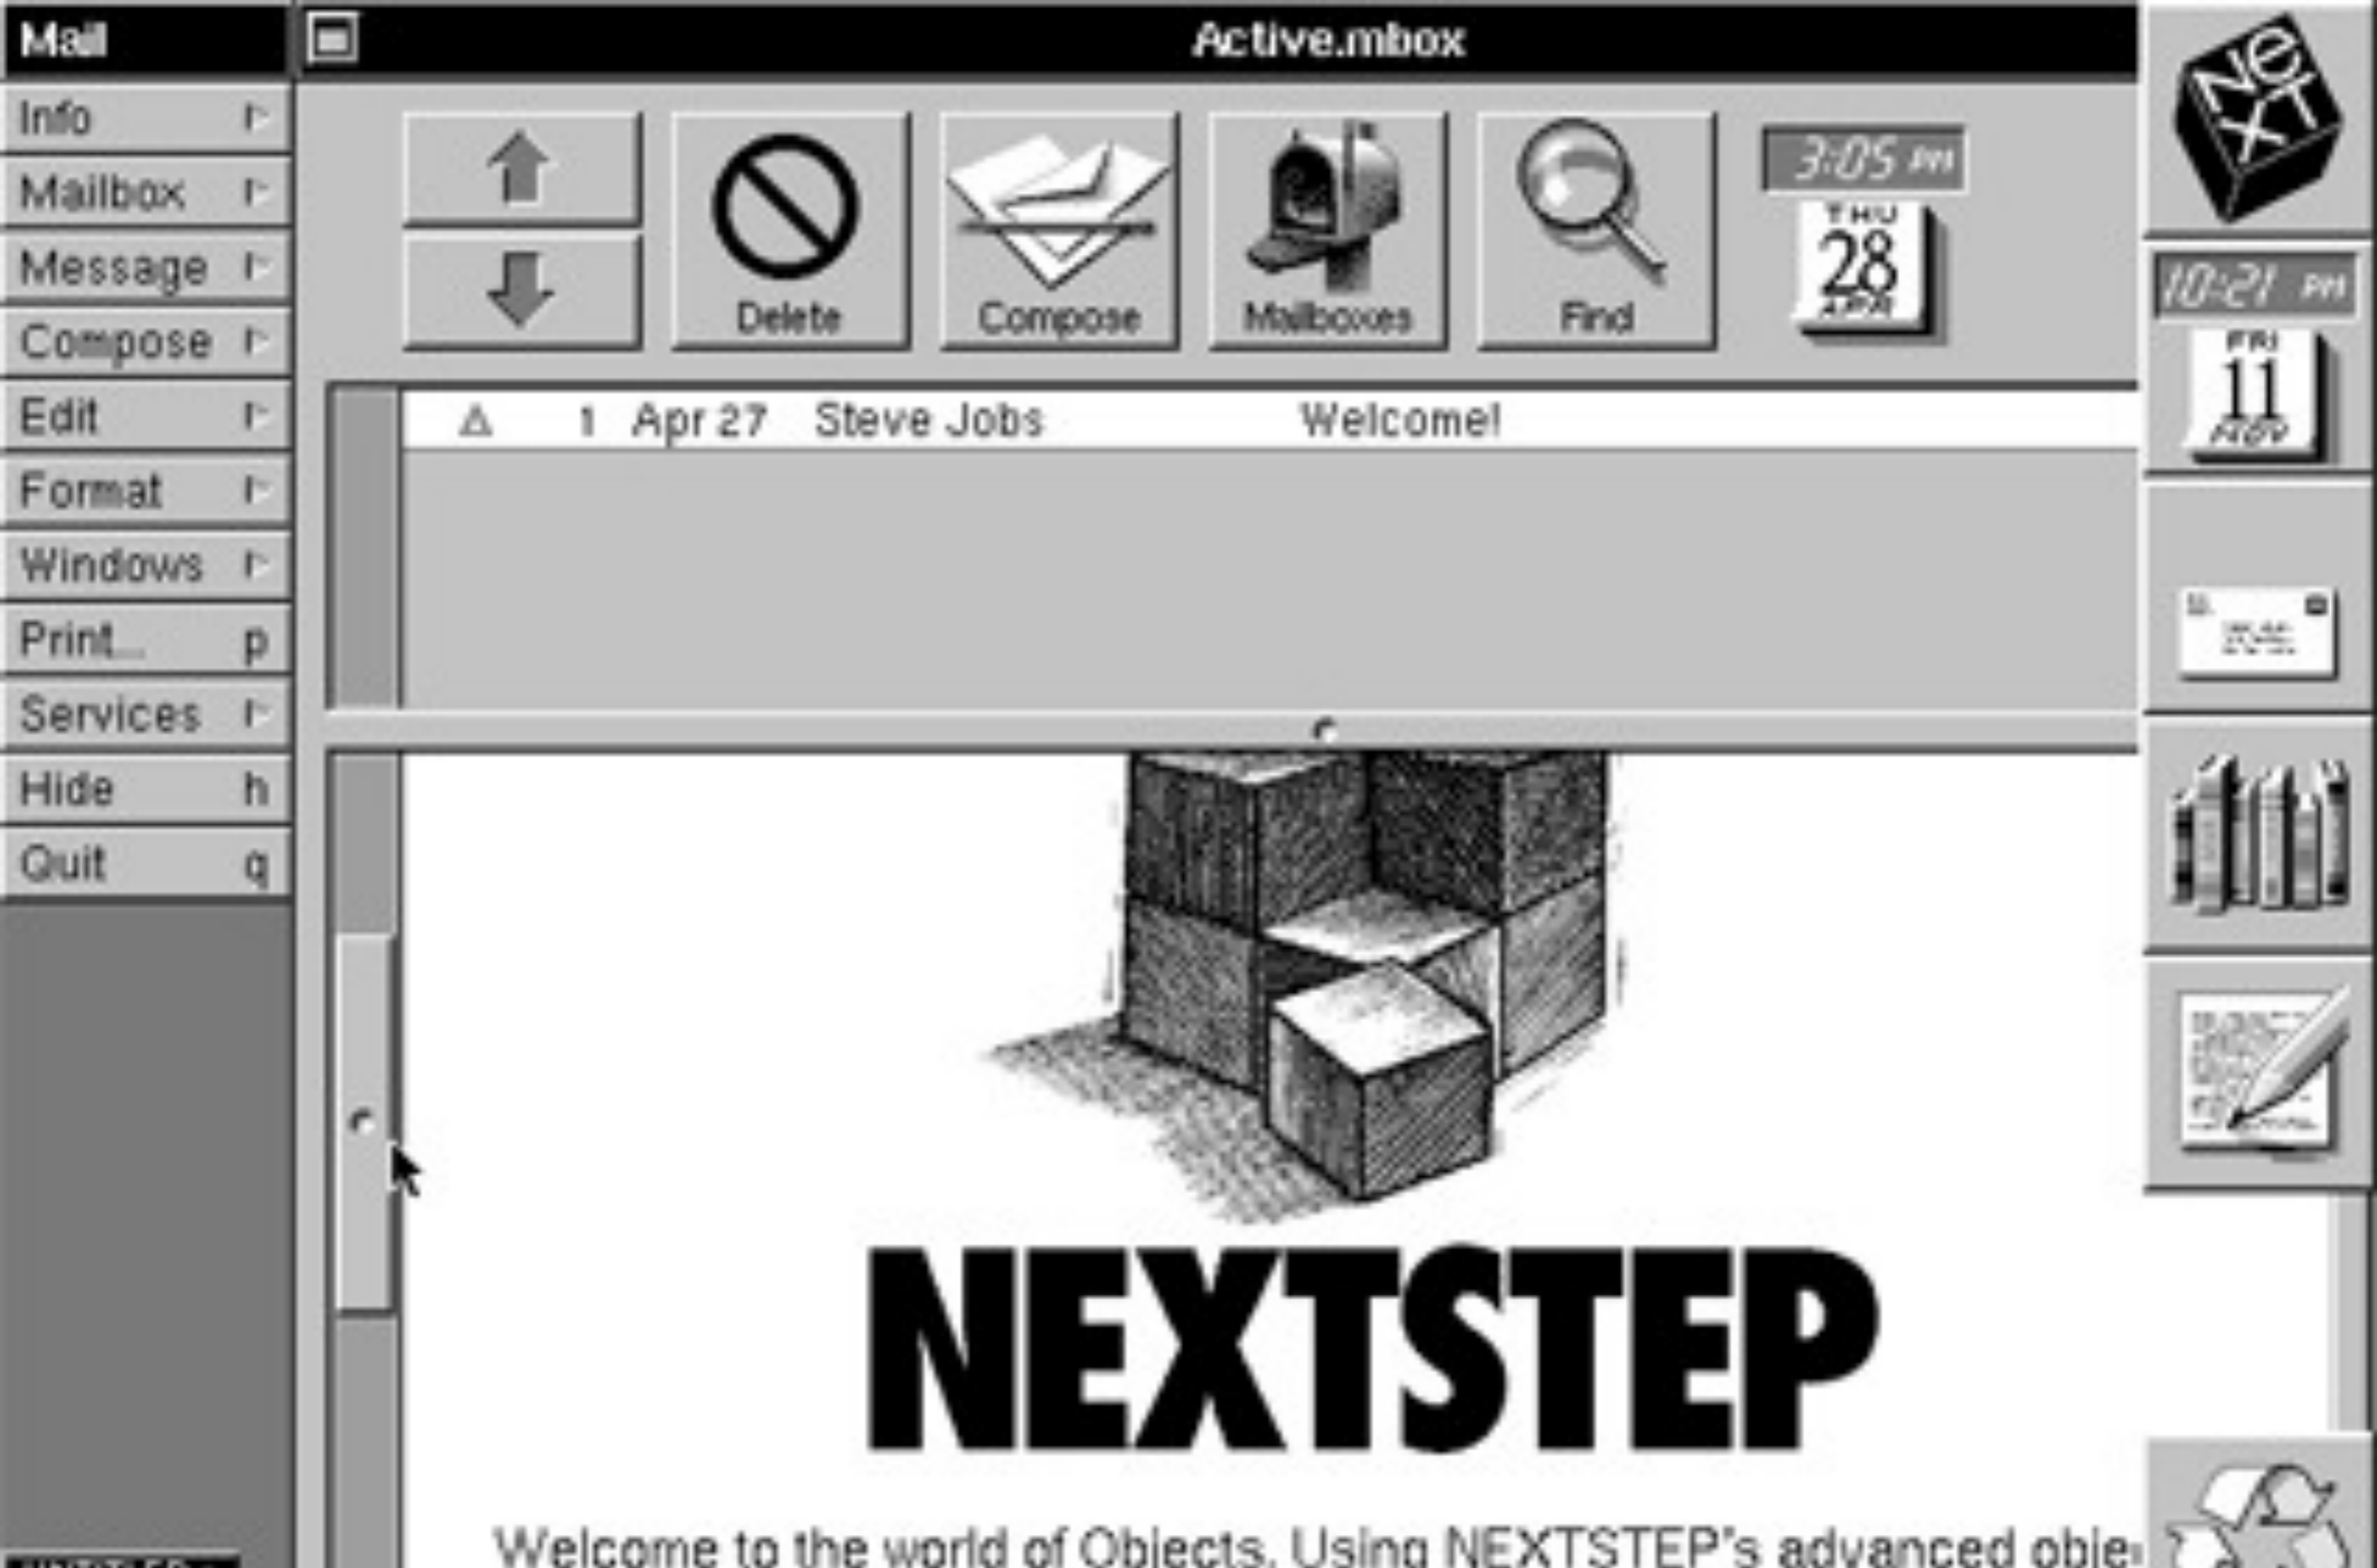 Mail
Active.mbox
Info
Mailbox
Message
Compose
Edit
Format
Windows
Print... p
Services
Hide h
Quit q
Delete
Compose
Mailboxes
Find
3:05 PM
THU
28
APR
NeXT
10:21 PM
FRI
11
NOV
1 Apr 27 Steve Jobs Welcome!
NEXTSTEP
Welcome to the world of Objects. Using NEXTSTEP's advanced obje